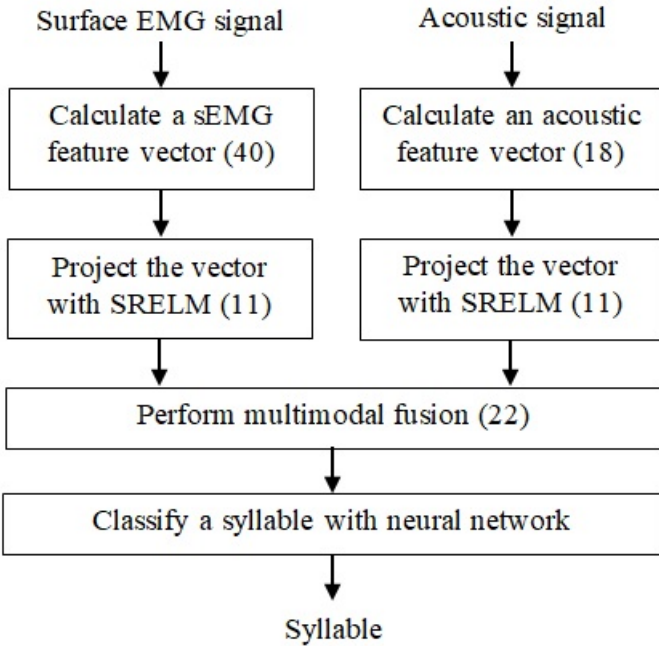 Surface EMG signal
Acoustic signal
Calculate a sEMG
feature vector (40)
Calculate an acoustic
feature vector (18)
Project the vector
with SRELM (11)
Project the vector
with SRELM (11)
Perform multimodal fusion (22)
Classify a syllable with neural network
Syllable